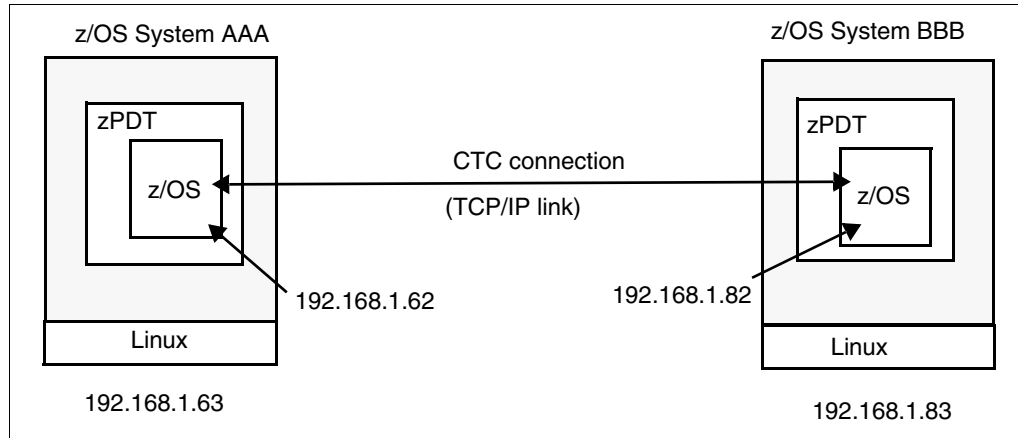 z/OS System AAA
z/OS System BBB
zPDT
zPDT
CTC connection
z/OS
(TCP/IP link)
z/OS
192.168.1.62
192.168.1.82
Linux
Linux
192.168.1.63
192.168.1.83